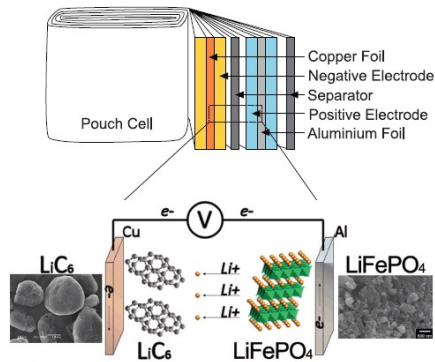 Copper Foil
Negative Electrode
Separator
Positive Electrode
Aluminium Foil
Pouch Cell
e-
V
e-
Cu
Al
LiC6
LiFePO4
Li+
Li+
Li+
e-
e-
LiC6
LiFePO4